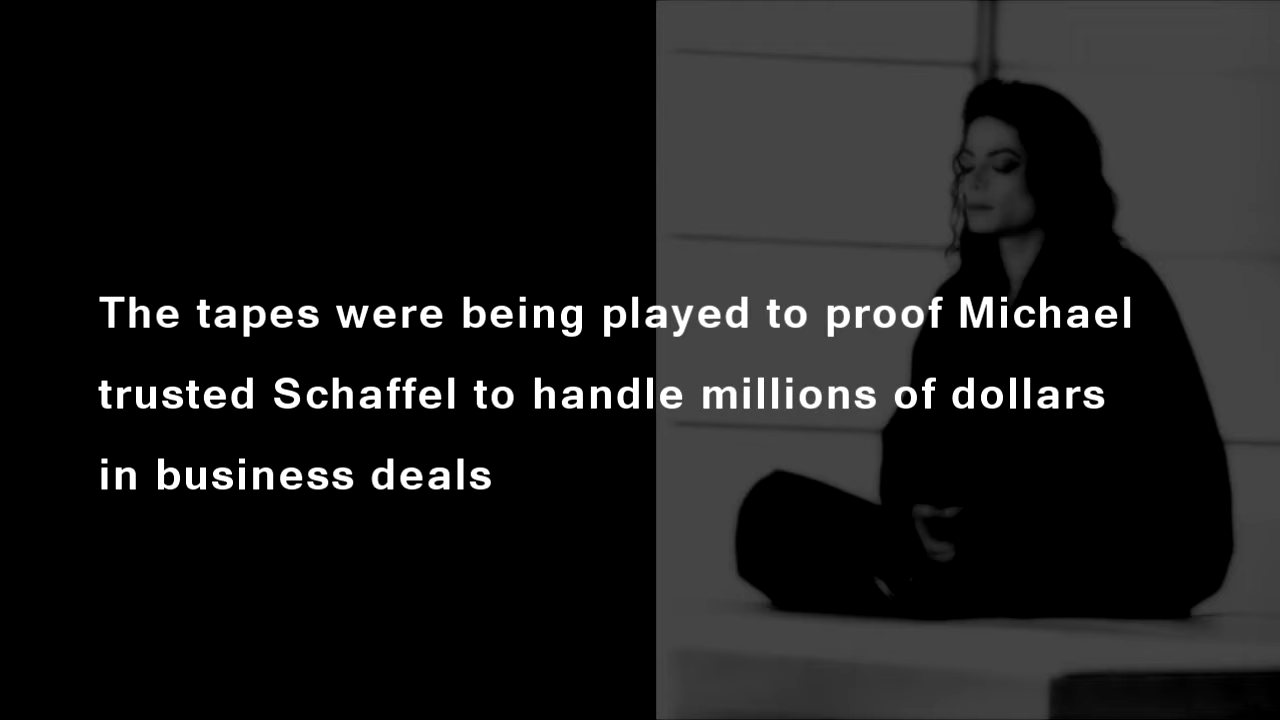 The tapes were being played to proof Michael
trusted Schaffel to handle millions of dollars
in business deals